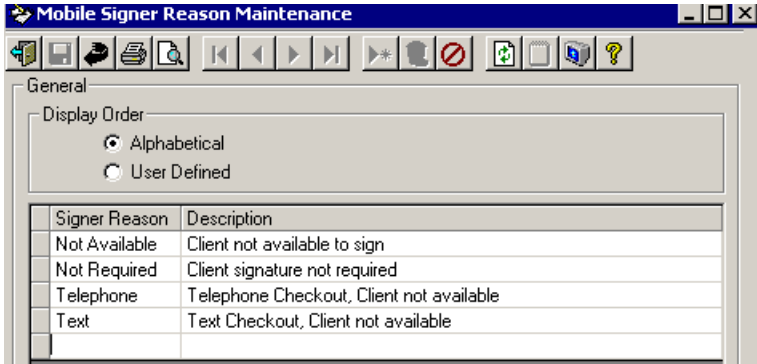 Mobile Signer Reason Maintenance
General
Display Order
Alphabetical
User Defined
Signer Reason Description
Not Available Client not available to sign
Not Required Client signature not required
Telephone Telephone Checkout, Client not available
Text Text Checkout, Client not available